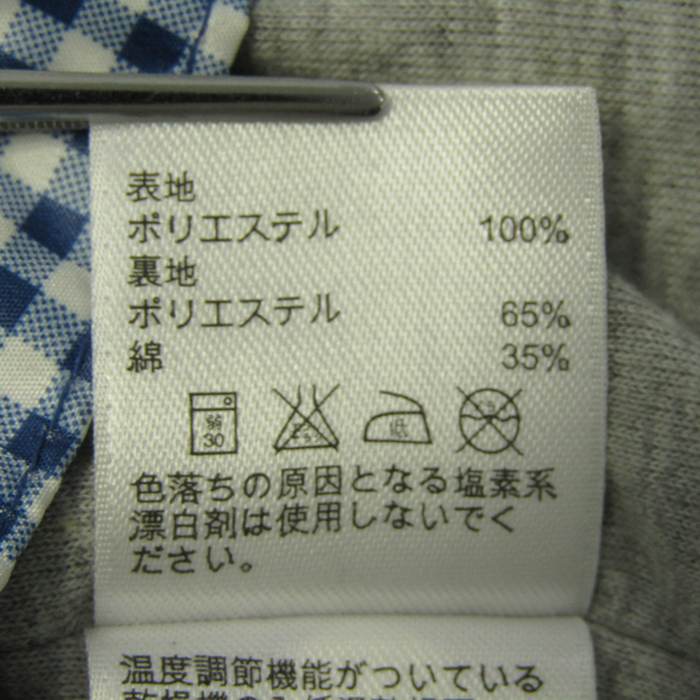 表地
ポリエステル 100%
裏地
ポリエステル 65%
綿 35%
弱 30 低
色落ちの原因となる塩素系
漂白剤は使用しないでく
ださい。
温度調節機能がついている